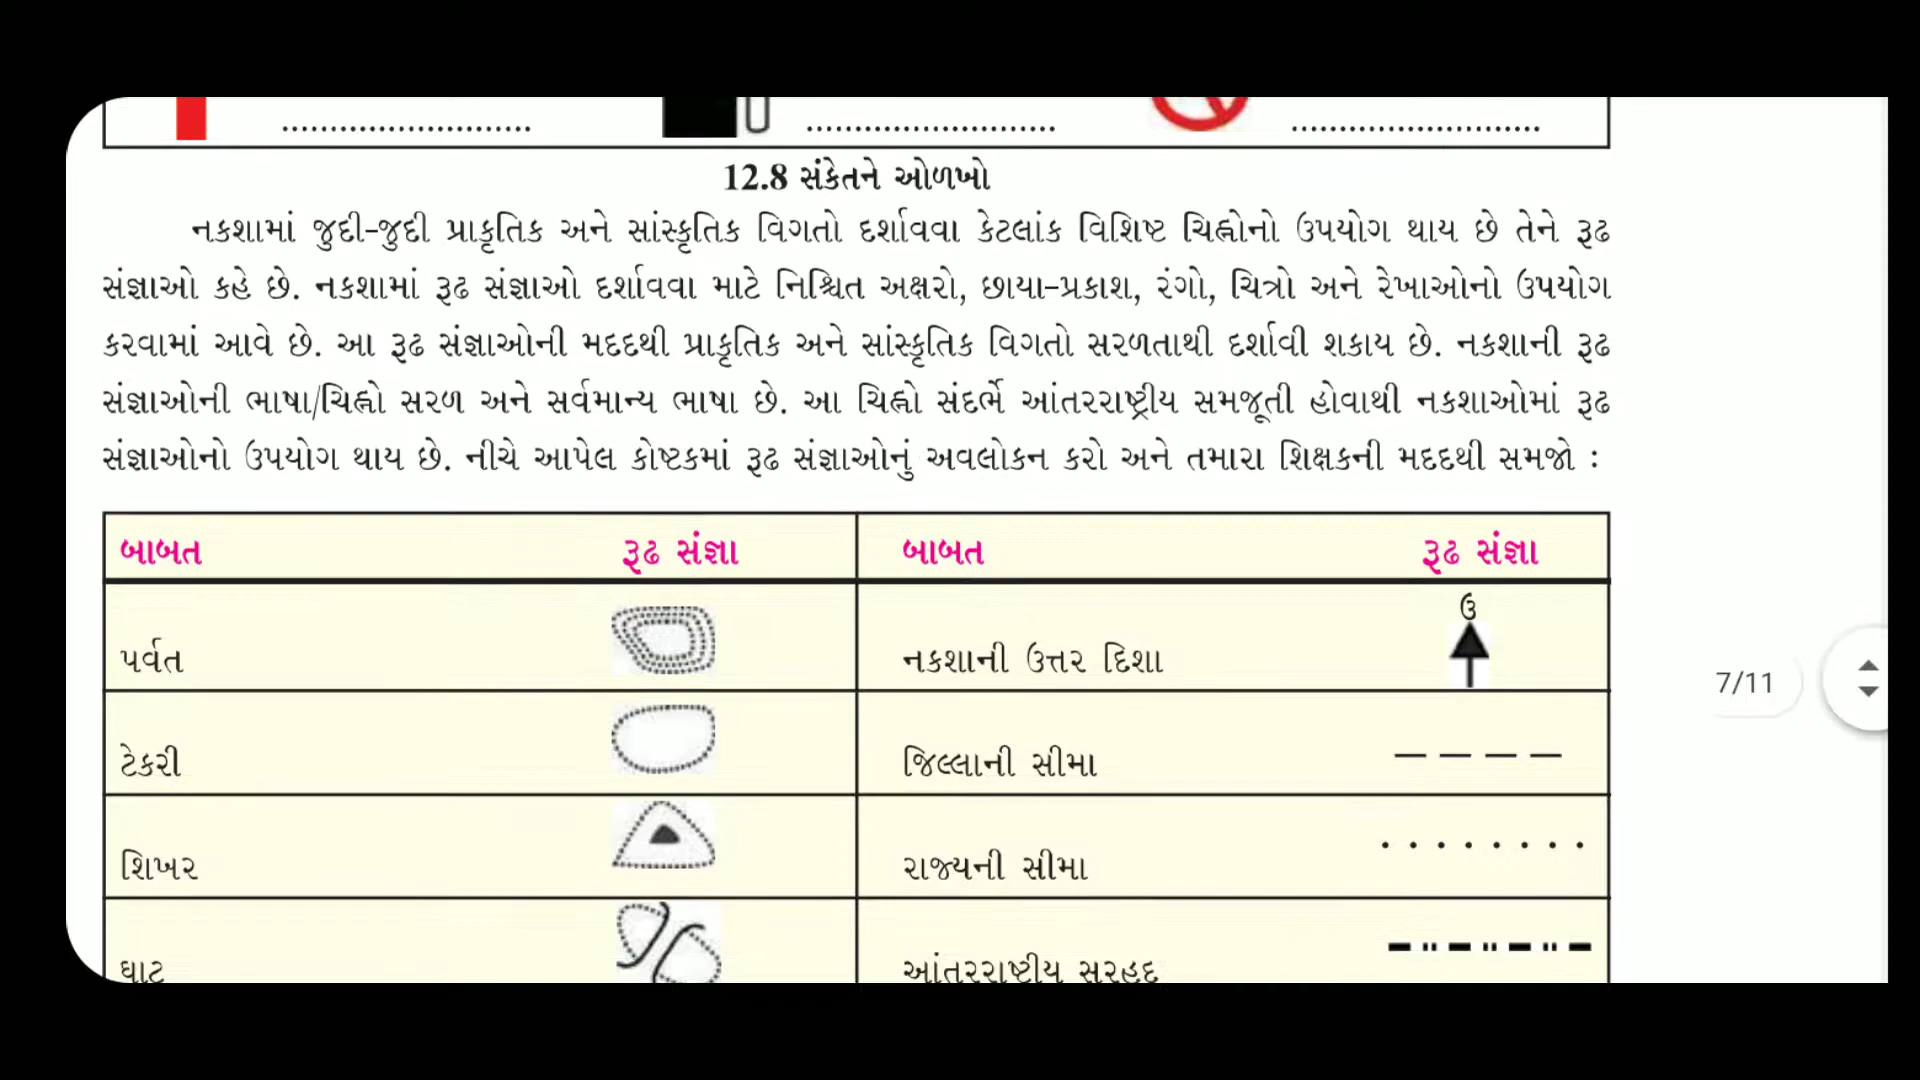 .......................... .......................... ..........................
12.8 સંકેતને ઓળખો
નકશામાં જુદી-જુદી પ્રાકૃતિક અને સાંસ્કૃતિક વિગતો દર્શાવવા કેટલાંક વિશિષ્ટ ચિહ્નોનો ઉપયોગ થાય છે તેને રૂઢ
સંજ્ઞાઓ કહે છે. નકશામાં રૂઢ સંજ્ઞાઓ દર્શાવવા માટે નિશ્ચિત અક્ષરો, છાયા-પ્રકાશ, રંગો, ચિત્રો અને રેખાઓનો ઉપયોગ
કરવામાં આવે છે. આ રૂઢ સંજ્ઞાઓની મદદથી પ્રાકૃતિક અને સાંસ્કૃતિક વિગતો સરળતાથી દર્શાવી શકાય છે. નકશાની રૂઢ
સંજ્ઞાઓની ભાષા/ચિહ્નો સરળ અને સર્વમાન્ય ભાષા છે. આ ચિહ્નો સંદર્ભે આંતરરાષ્ટ્રીય સમજૂતી હોવાથી નકશાઓમાં રૂઢ
સંજ્ઞાઓનો ઉપયોગ થાય છે. નીચે આપેલ કોષ્ટકમાં રૂઢ સંજ્ઞાઓનું અવલોકન કરો અને તમારા શિક્ષકની મદદથી સમજો :
બાબત રૂઢ સંજ્ઞા બાબત રૂઢ સંજ્ઞા
ઉ
પર્વત નકશાની ઉત્તર દિશા
7/11
ટેકરી જિલ્લાની સીમા
શિખર રાજ્યની સીમા
ઘાટ આંતરરાષ્ટ્રીય સરહદ